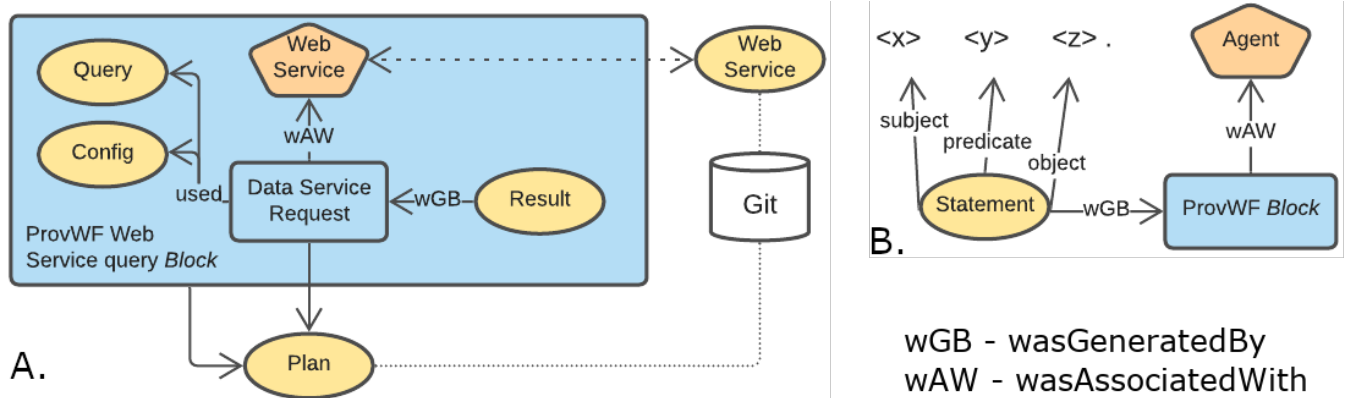 Query
Config
Web
Service
wAW
used
Data Service
Request
wGB
Result
ProvWF Web
Service query Block
Plan
A.
Web
Service
Git
<x> <y> <z> .
Agent
subject
predicate
object
wAW
Statement
wGB
ProvWF Block
B.
wGB - wasGeneratedBy
wAW - wasAssociatedWith